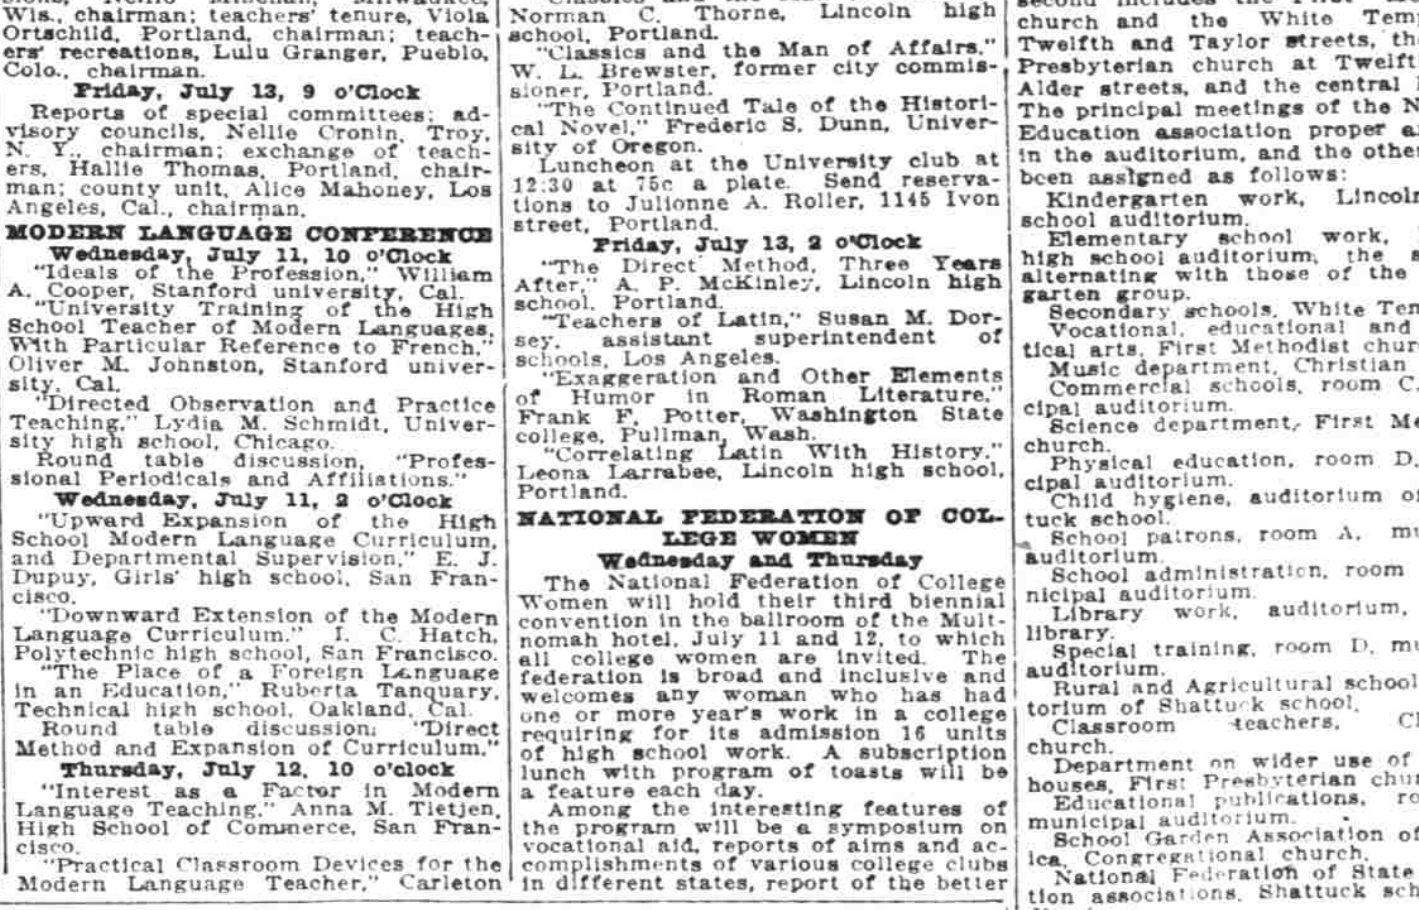 Wis., chairman; teachers' tenure, Viola
Ortschild, Portland, chairman; teach-
ers' recreations, Lulu Granger, Pueblo,
Colo., chairman.
Friday, July 13, 9 o'Clock
Reports of special committees; ad-
visory councils, Nellie Cronin, Troy,
N. Y., chairman; exchange of teach-
ers, Hallie Thomas, Portland, chair-
man; county unit, Alice Mahoney, Los
Angeles, Cal., chairman.
MODERN LANGUAGE CONFERENCE
Wednesday, July 11, 10 o'Clock
"Ideals of the Profession," William
A. Cooper, Stanford university, Cal.
"University Training of the High
School Teacher of Modern Languages,
With Particular Reference to French,"
Oliver M. Johnston, Stanford univer-
sity, Cal.
"Directed Observation and Practice
Teaching," Lydia M. Schmidt, Univer-
sity high school, Chicago.
Round table discussion, "Profes-
sional Periodicals and Affiliations."
Wednesday, July 11, 2 o'Clock
"Upward Expansion of the High
School Modern Language Curriculum,
and Departmental Supervision," E. J.
Dupuy, Girls' high school, San Fran-
cisco.
"Downward Extension of the Modern
Language Curriculum." I. C. Hatch,
Polytechnic high school, San Francisco.
"The Place of a Foreign Language
in an Education," Ruberta Tanquary,
Technical high school, Oakland, Cal.
Round table discussion; "Direct
Method and Expansion of Curriculum."
Thursday, July 12, 10 o'clock
"Interest as a Factor in Modern
Language Teaching." Anna M. Tietjen,
High School of Commerce, San Fran-
cisco.
"Practical Classroom Devices for the
Modern Language Teacher," Carleton
Norman C. Thorne, Lincoln high
school, Portland.
"Classics and the Man of Affairs,"
W. L. Brewster, former city commis-
sioner, Portland.
"The Continued Tale of the Histori-
cal Novel," Frederic S. Dunn, Univer-
sity of Oregon.
Luncheon at the University club at
12:30 at 75c a plate. Send reserva-
tions to Julionne A. Roller, 1145 Ivon
street, Portland.
Friday, July 13, 2 o'Clock
"The Direct Method, Three Years
After," A. P. McKinley, Lincoln high
school, Portland.
"Teachers of Latin," Susan M. Dor-
sey, assistant superintendent of
schools, Los Angeles.
"Exaggeration and Other Elements
of Humor in Roman Literature,"
Frank F. Potter, Washington State
college, Pullman, Wash.
"Correlating Latin With History."
Leona Larrabee, Lincoln high school,
Portland.
NATIONAL FEDERATION OF COL-
LEGE WOMEN
Wednesday and Thursday
The National Federation of College
Women will hold their third biennial
convention in the ballroom of the Mult-
nomah hotel, July 11 and 12, to which
all college women are invited. The
federation is broad and inclusive and
welcomes any woman who has had
one or more year's work in a college
requiring for its admission 16 units
of high school work. A subscription
lunch with program of toasts will be
a feature each day.
Among the interesting features of
the program will be a symposium on
vocational aid, reports of aims and ac-
complishments of various college clubs
in different states, report of the better
church and the White Tem
Twelfth and Taylor streets, the
Presbyterian church at Twelft
Alder streets, and the central
The principal meetings of the N
Education association proper a
in the auditorium, and the other
been assigned as follows:
Kindergarten work, Lincoln
school auditorium.
Elementary school work,
high school auditorium, the s
alternating with those of the
garten group.
Secondary schools, White Tem
Vocational, educational and
tical arts, First Methodist chur
Music department, Christian
Commercial schools, room C,
cipal auditorium.
Science department, First Me
church.
Physical education, room D,
cipal auditorium.
Child hygiene, auditorium o
tuck school.
School patrons, room A, mu
auditorium.
School administration, room
nicipal auditorium.
Library work, auditorium,
library.
Special training, room D, mu
auditorium.
Rural and Agricultural school
torium of Shattuck school.
Classroom teachers, C
church.
Department on wider use of
houses, First Presbyterian chur
Educational publications, ro
municipal auditorium.
School Garden Association of
ica, Congregational church.
National Federation of State
tion associations, Shattuck sch